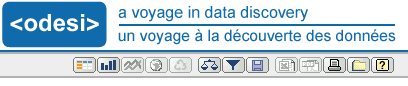 <odesi>
a voyage in data discovery
un voyage à la découverte des données
?